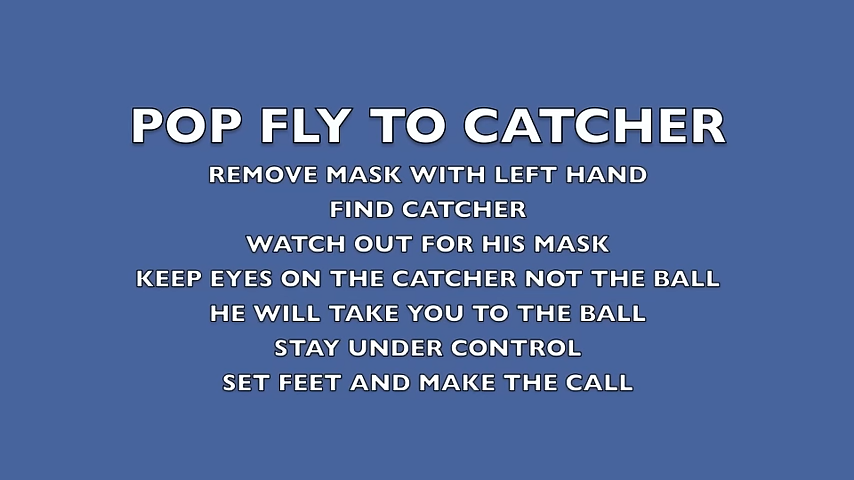 POP FLY TO CATCHER
REMOVE MASK WITH LEFT HAND
FIND CATCHER
WATCH OUT FOR HIS MASK
KEEP EYES ON THE CATCHER NOT THE BALL
HE WILL TAKE YOU TO THE BALL
STAY UNDER CONTROL
SET FEET AND MAKE THE CALL